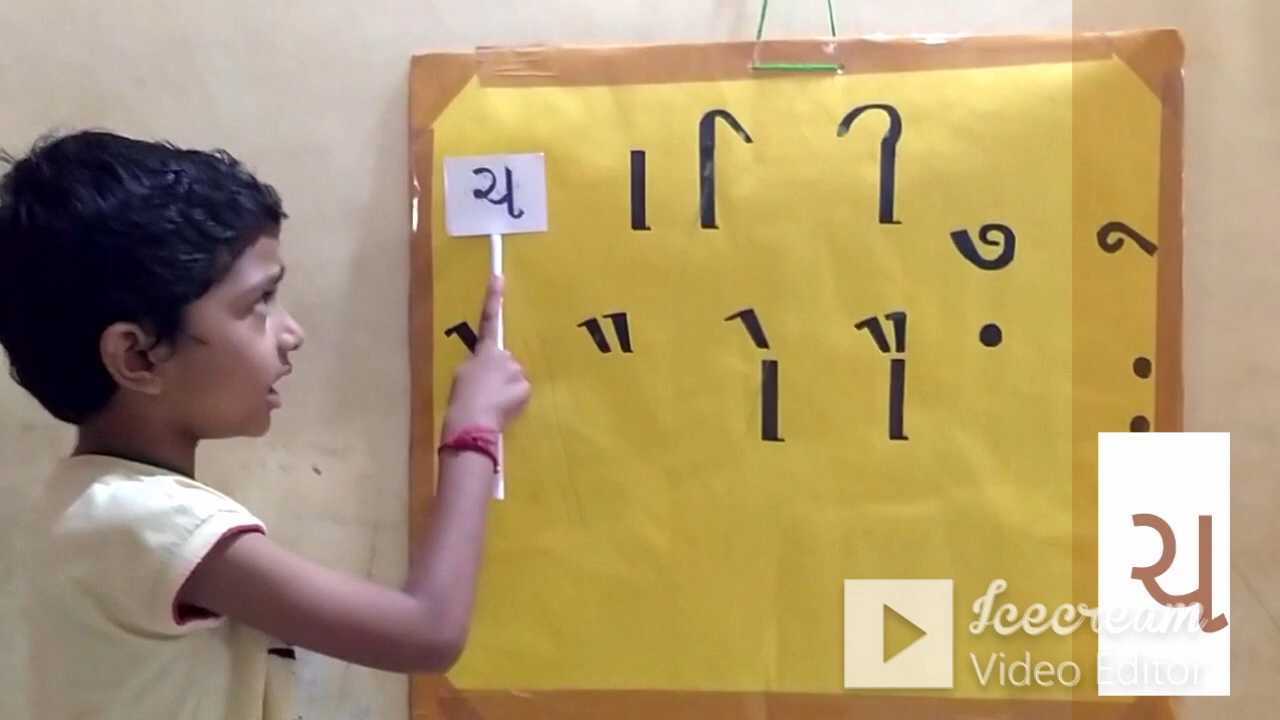 ચ ા િ ી ુ ૂ
ે ૈ ો ૌ ં ઃ
ચ
Icecream
Video Editor